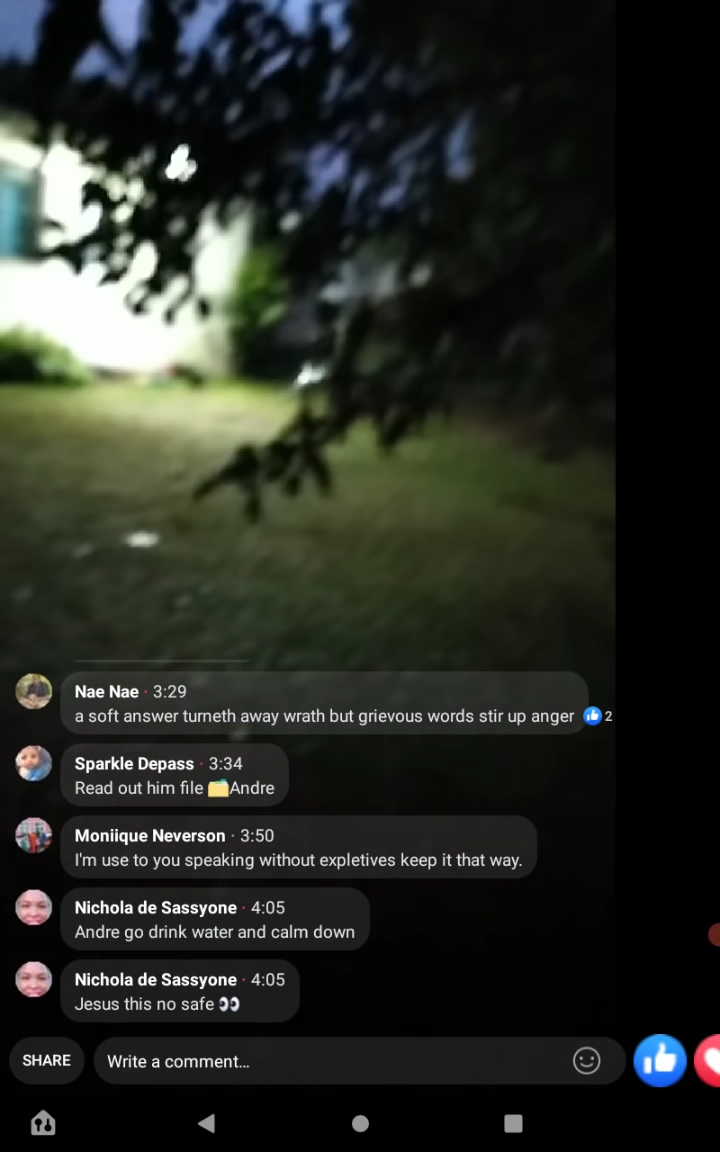 Nae Nae · 3:29
a soft answer turneth away wrath but grievous words stir up anger 2
Sparkle Depass · 3:34
Read out him file 🗂️Andre
Moniique Neverson · 3:50
I'm use to you speaking without expletives keep it that way.
Nichola de Sassyone · 4:05
Andre go drink water and calm down
Nichola de Sassyone · 4:05
Jesus this no safe 👀
SHARE Write a comment...